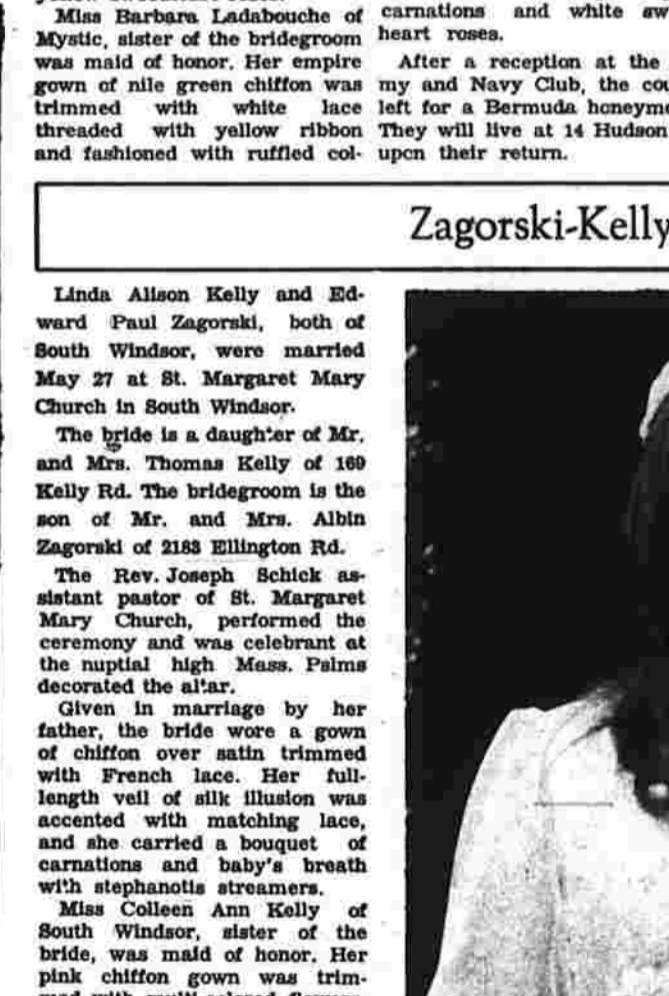 Miss Barbara Ladabouche of
Mystic, sister of the bridegroom
was maid of honor. Her empire
gown of nile green chiffon was
trimmed with white lace
threaded with yellow ribbon
and fashioned with ruffled col-
carnations and white
heart roses.
After a reception at the
my and Navy Club, the
left for a Bermuda
They will live at 14 Hudson
upon their return.
Zagorski-Kelly
Linda Alison Kelly and Ed-
ward Paul Zagorski, both of
South Windsor, were married
May 27 at St. Margaret Mary
Church in South Windsor.
The bride is a daughter of Mr.
and Mrs. Thomas Kelly of 169
Kelly Rd. The bridegroom is the
son of Mr. and Mrs. Albin
Zagorski of 2183 Ellington Rd.
The Rev. Joseph Schick as-
sistant pastor of St. Margaret
Mary Church, performed the
ceremony and was celebrant at
the nuptial high Mass. Palms
decorated the altar.
Given in marriage by her
father, the bride wore a gown
of chiffon over satin trimmed
with French lace. Her full-
length veil of silk illusion was
accented with matching lace,
and she carried a bouquet of
carnations and baby's breath
with stephanotis streamers.
Miss Colleen Ann Kelly of
South Windsor, sister of the
bride, was maid of honor. Her
pink chiffon gown was trim-